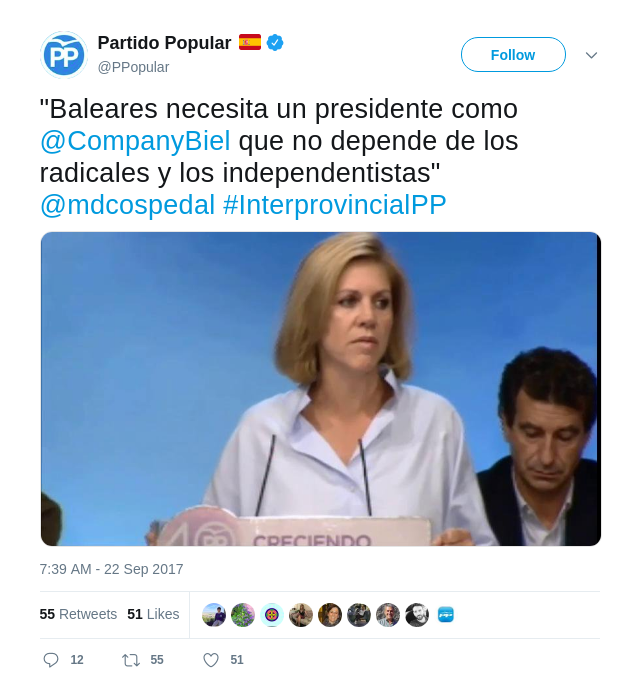 Partido Popular
@PPopular
Follow
"Baleares necesita un presidente como
@CompanyBiel que no depende de los
radicales y los independentistas"
@mdcospedal #InterprovincialPP
PP
CRECIENDO
7:39 AM - 22 Sep 2017
55 Retweets 51 Likes
12 55 51